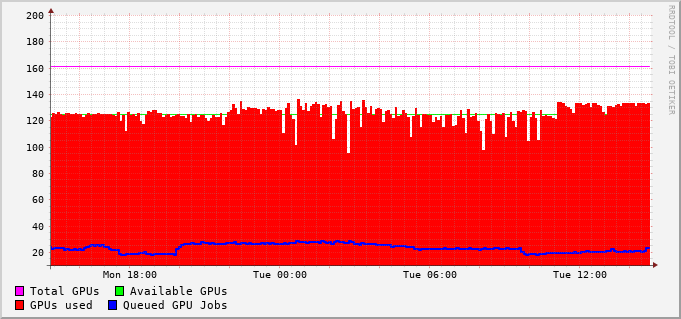 RRDTOOL / TOBI OETIKER
200
180
160
140
120
100
80
60
40
20
Mon 18:00 Tue 00:00 Tue 06:00 Tue 12:00
Total GPUs Available GPUs
GPUs used Queued GPU Jobs